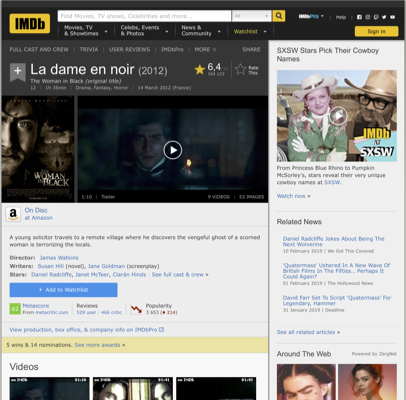 IMDb
Find Movies, TV shows, Celebrities and more...
All
IMDbPro
Help
Movies, TV
& Showtimes
Celebs, Events
& Photos
News &
Community
Watchlist
Sign in
FULL CAST AND CREW | TRIVIA | USER REVIEWS | IMDbPro | MORE
SHARE
La dame en noir (2012)
The Woman in Black (original title)
12 | 1h 35min | Drama, Fantasy, Horror | 14 March 2012 (France)
6,4
Rate
This
THE
WOMAN IN
BLACK
Trailer
9 VIDEOS | 53 IMAGES
On Disc
at Amazon
A young solicitor travels to a remote village where he discovers the vengeful ghost of a scorned
woman is terrorizing the locals.
Director: James Watkins
Writers: Susan Hill (novel), Jane Goldman (screenplay)
Stars: Daniel Radcliffe, Janet McTeer, Ciarán Hinds | See full cast & crew »
+ Add to Watchlist
62
Metascore
From metacritic.com
Reviews
529 user | 466 critic
Popularity
3 653 (214)
View production, box office, & company info on IMDbPro
5 wins & 14 nominations. See more awards »
Videos
SXSW Stars Pick Their Cowboy
Names
IMDb
AT
SXSW
From Princess Blue Rhino to Pumpkin
McSorley's, stars reveal their very unique
cowboy names at SXSW.
Watch now »
Related News
Daniel Radcliffe Jokes About Being The
Next Wolverine
10 February 2019 | We Got This Covered
'Quatermass' Ushered In A New Wave Of
British Films In The Fifties.. Perhaps It
Could Again?
01 February 2019 | The Hollywood News
David Farr Set To Script 'Quatermass' For
Legendary, Hammer
31 January 2019 | Deadline
See all related articles »
Around The Web
Powered by ZergNet